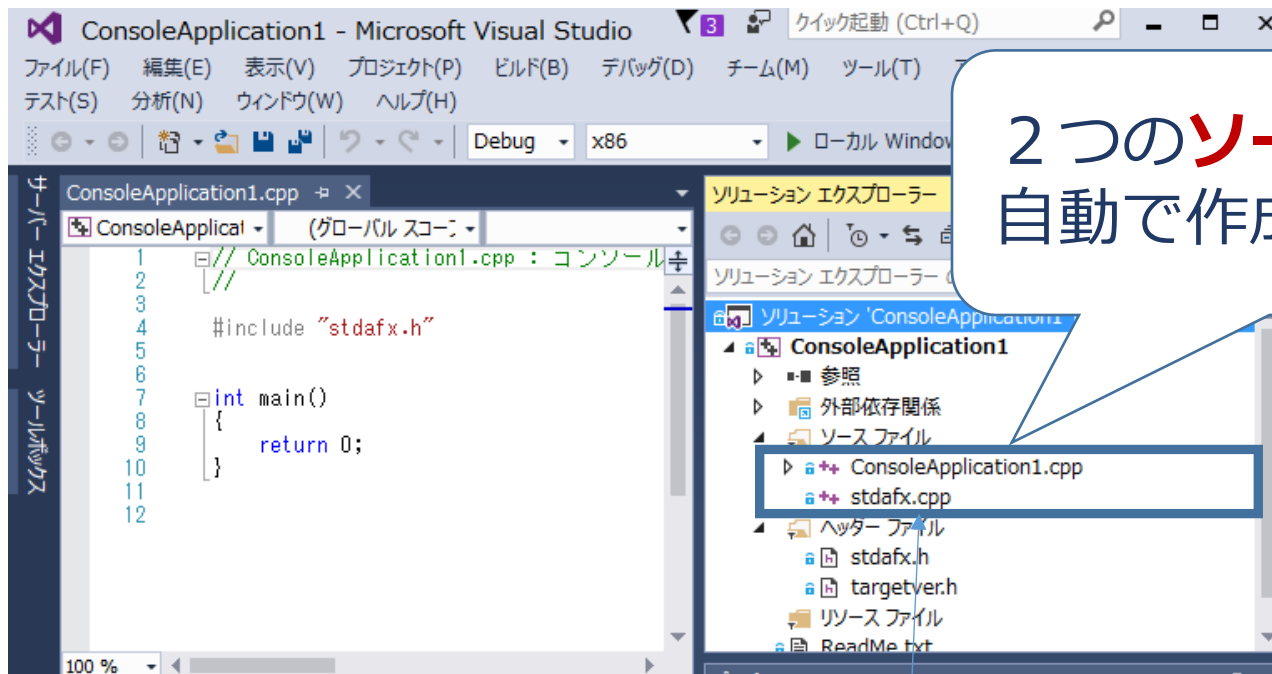 ConsoleApplication1 - Microsoft Visual Studio
3
クイック起動 (Ctrl+Q)
ファイル(F) 編集(E) 表示(V) プロジェクト(P) ビルド(B) デバッグ(D) チーム(M) ツール(T)
テスト(S) 分析(N) ウィンドウ(W) ヘルプ(H)
Debug x86 ローカル Window
２つのソー
自動で作成
サーバー エクスプローラー
ツールボックス
ConsoleApplication1.cpp
ConsoleApplicat (グローバル スコープ
1 // ConsoleApplication1.cpp : コンソール
2 //
3
4 #include "stdafx.h"
5
6
7 int main()
8 {
9 return 0;
10 }
11
12
100 %
ソリューション エクスプローラー
ソリューション エクスプローラー
ソリューション 'ConsoleApplication1'
ConsoleApplication1
参照
外部依存関係
ソース ファイル
ConsoleApplication1.cpp
stdafx.cpp
ヘッダー ファイル
stdafx.h
targetver.h
リソース ファイル
ReadMe.txt